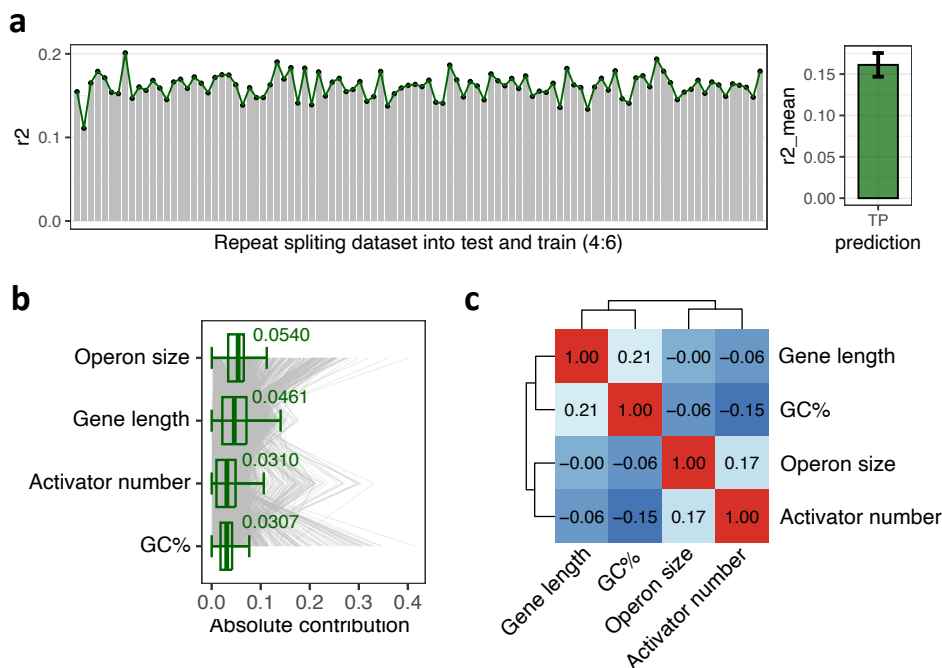 a
0.2
0.1
0.0
r2
Repeat spliting dataset into test and train (4:6)
0.15
0.10
0.05
0.00
r2_mean
TP
prediction
b
Operon size
Gene length
Activator number
GC%
0.0540
0.0461
0.0310
0.0307
0.0 0.1 0.2 0.3 0.4
Absolute contribution
c
1.00 0.21 −0.00 −0.06 Gene length
0.21 1.00 −0.06 −0.15 GC%
−0.00 −0.06 1.00 0.17 Operon size
−0.06 −0.15 0.17 1.00 Activator number
Gene length
GC%
Operon size
Activator number